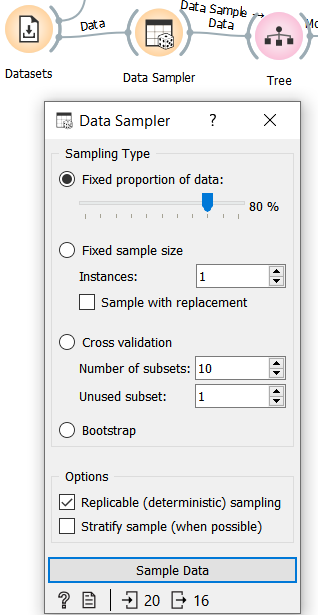 Data Sample →
Data
Data
Mo
Datasets
Data Sampler
Tree
Data Sampler ? ×
Sampling Type
Fixed proportion of data:
80 %
Fixed sample size
Instances: 1
Sample with replacement
Cross validation
Number of subsets: 10
Unused subset: 1
Bootstrap
Options
Replicable (deterministic) sampling
Stratify sample (when possible)
Sample Data
? 20 16